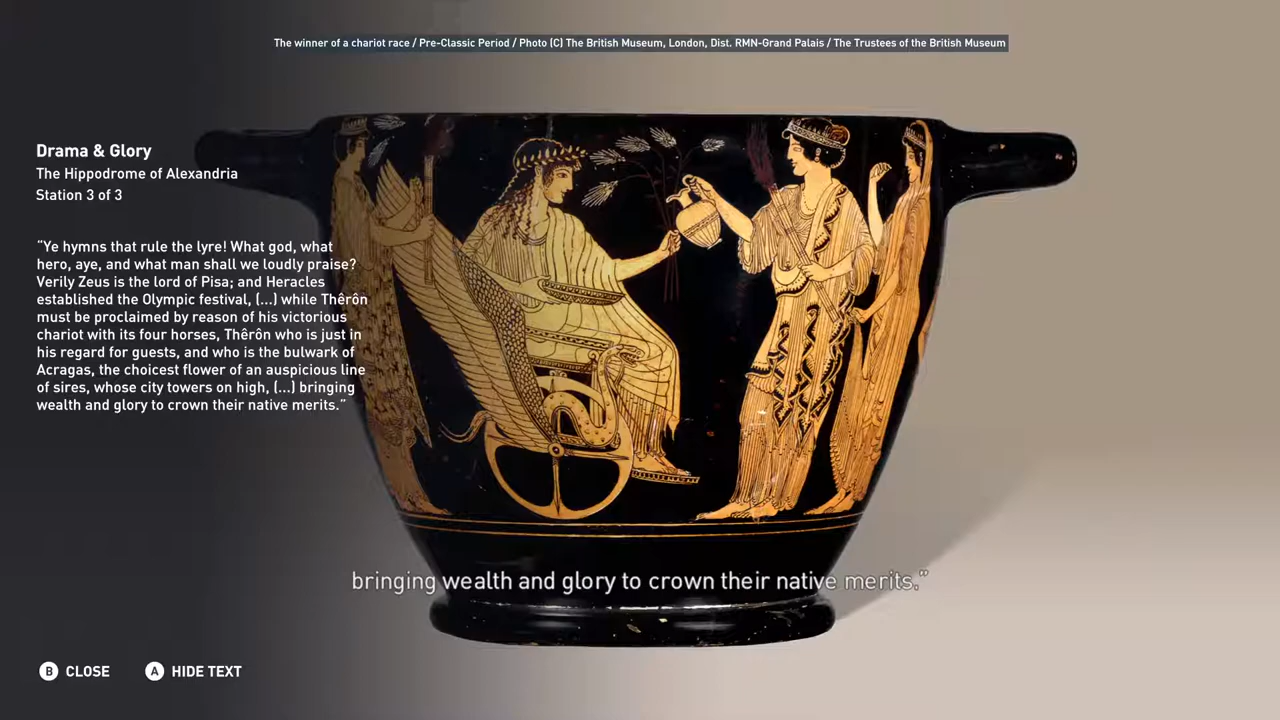 The winner of a chariot race / Pre-Classic Period / Photo (C) The British Museum, London, Dist. RMN-Grand Palais / The Trustees of the British Museum
Drama & Glory
The Hippodrome of Alexandria
Station 3 of 3
“Ye hymns that rule the lyre! What god, what
hero, aye, and what man shall we loudly praise?
Verily Zeus is the lord of Pisa; and Heracles
established the Olympic festival, (...) while Thêrôn
must be proclaimed by reason of his victorious
chariot with its four horses, Thêrôn who is just in
his regard for guests, and who is the bulwark of
Acragas, the choicest flower of an auspicious line
of sires, whose city towers on high, (...) bringing
wealth and glory to crown their native merits.”
bringing wealth and glory to crown their native merits.”
B CLOSE
A HIDE TEXT